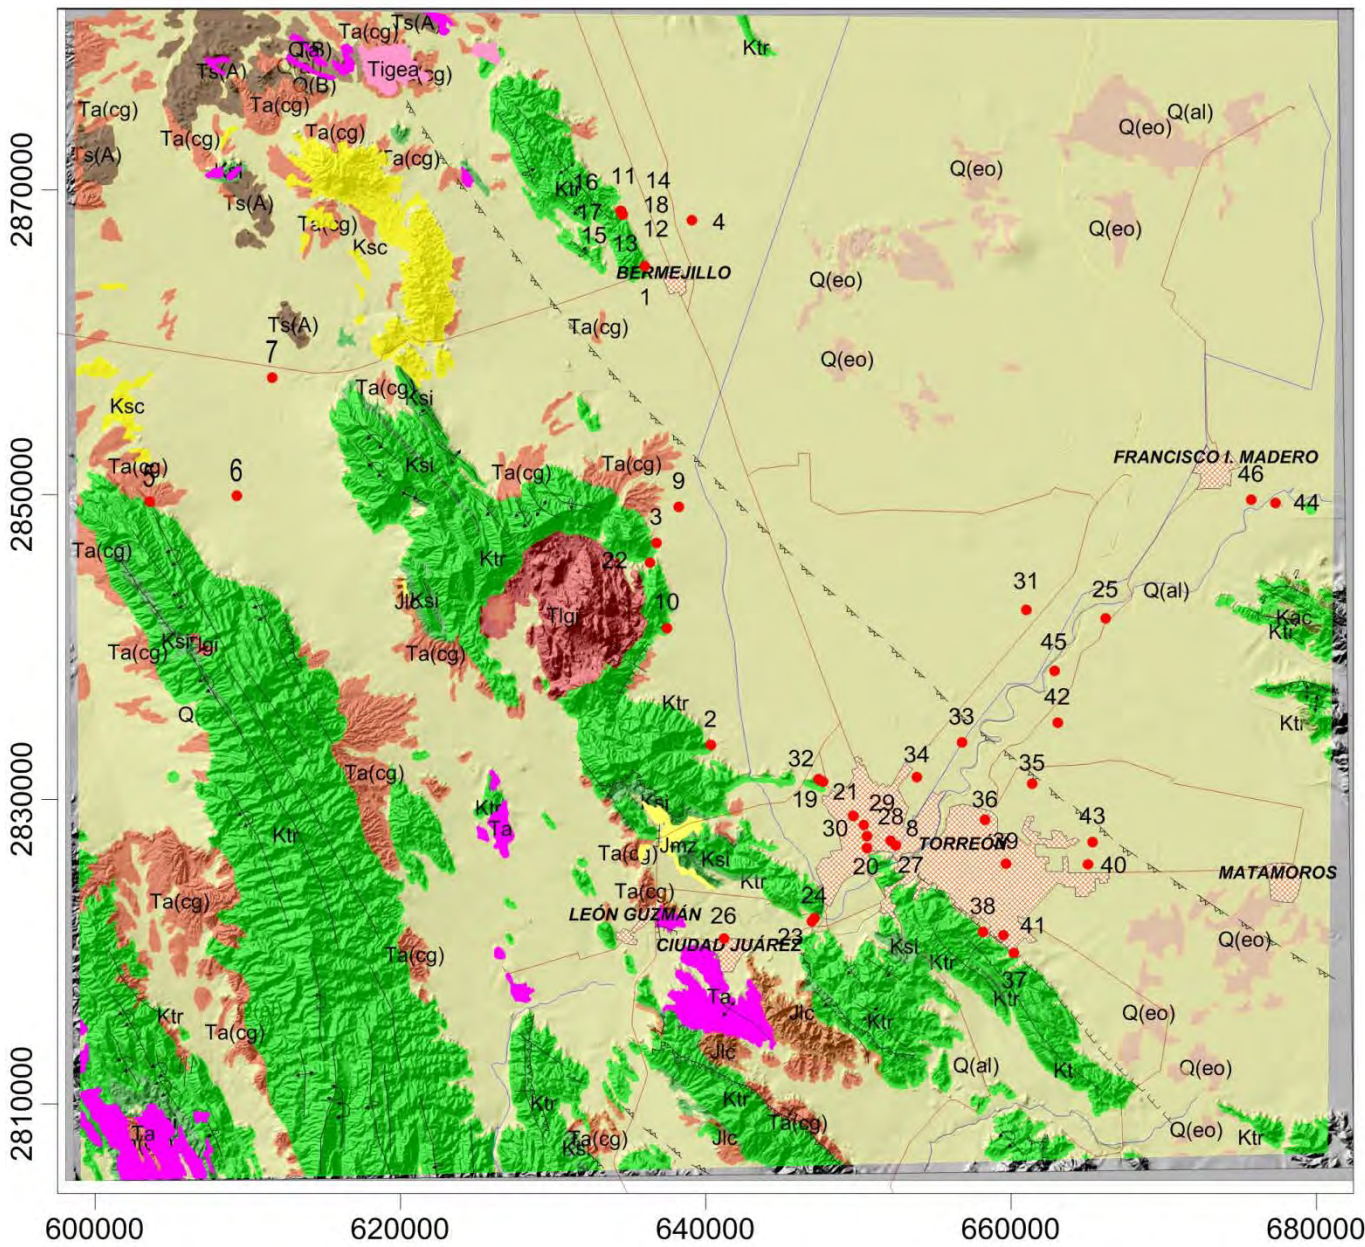 Ta(cg)
Ts(A)
Ktr
Q(B)
Tigea
Ts(A)
Q(B)
Ta(cg)
Ta(cg)
Q(al)
Q(eo)
Ta(cg)
Ta(cg)
Ts(A)
Ta(cg)
Q(eo)
2870000
Ktr
16
11
14
Ts(A)
18
17
12
4
Ta(cg)
15
13
Q(eo)
Ksc
BERMEJILLO
Q(eo)
1
Ts(A)
Ta(cg)
7
Q(eo)
Ta(cg)
Ksi
Ksc
FRANCISCO I. MADERO
Ksi
Ta(cg)
Ta(cg)
Ta(cg)
46
2850000
5
6
9
44
3
Ta(cg)
Ktr
22
31
25
Q(al)
Jlc
Ksi
10
Tlgi
Kac
Ktr
Ksi
Ta(cg)
Ta(cg)
45
Ktr
42
Q
2
Ktr
33
32
34
35
Ta(cg)
2830000
Ktr
19
21
29
36
Ktr
Ta
30
28
8
TORREÓN
43
Jmz
39
Ta(cg)
Ksi
20
27
40
MATAMOROS
Ktr
Ta(cg)
24
Ta(cg)
LEÓN GUZMÁN
38
41
26
CIUDAD JUÁREZ
23
Q(eo)
Ksi
Ta(cg)
Ktr
37
Ta
Ktr
Jlc
Ktr
Q(eo)
Ktr
Ta(cg)
Jlc
Q(al)
Kt
Q(eo)
2810000
Ktr
Ktr
Ta(cg)
Q(eo)
Ta
Ks
Ta(cg)
Jlc
Ktr
600000
620000
640000
660000
680000